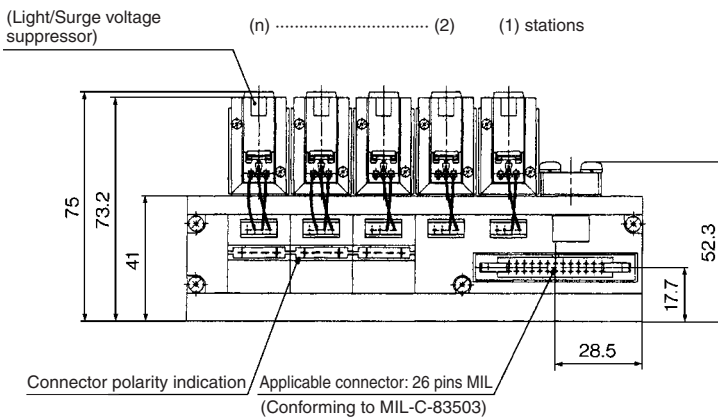 (Light/Surge voltage
suppressor)
(n) ............................... (2)
(1) stations
75
73.2
41
52.3
17.7
28.5
Connector polarity indication
Applicable connector: 26 pins MIL
(Conforming to MIL-C-83503)